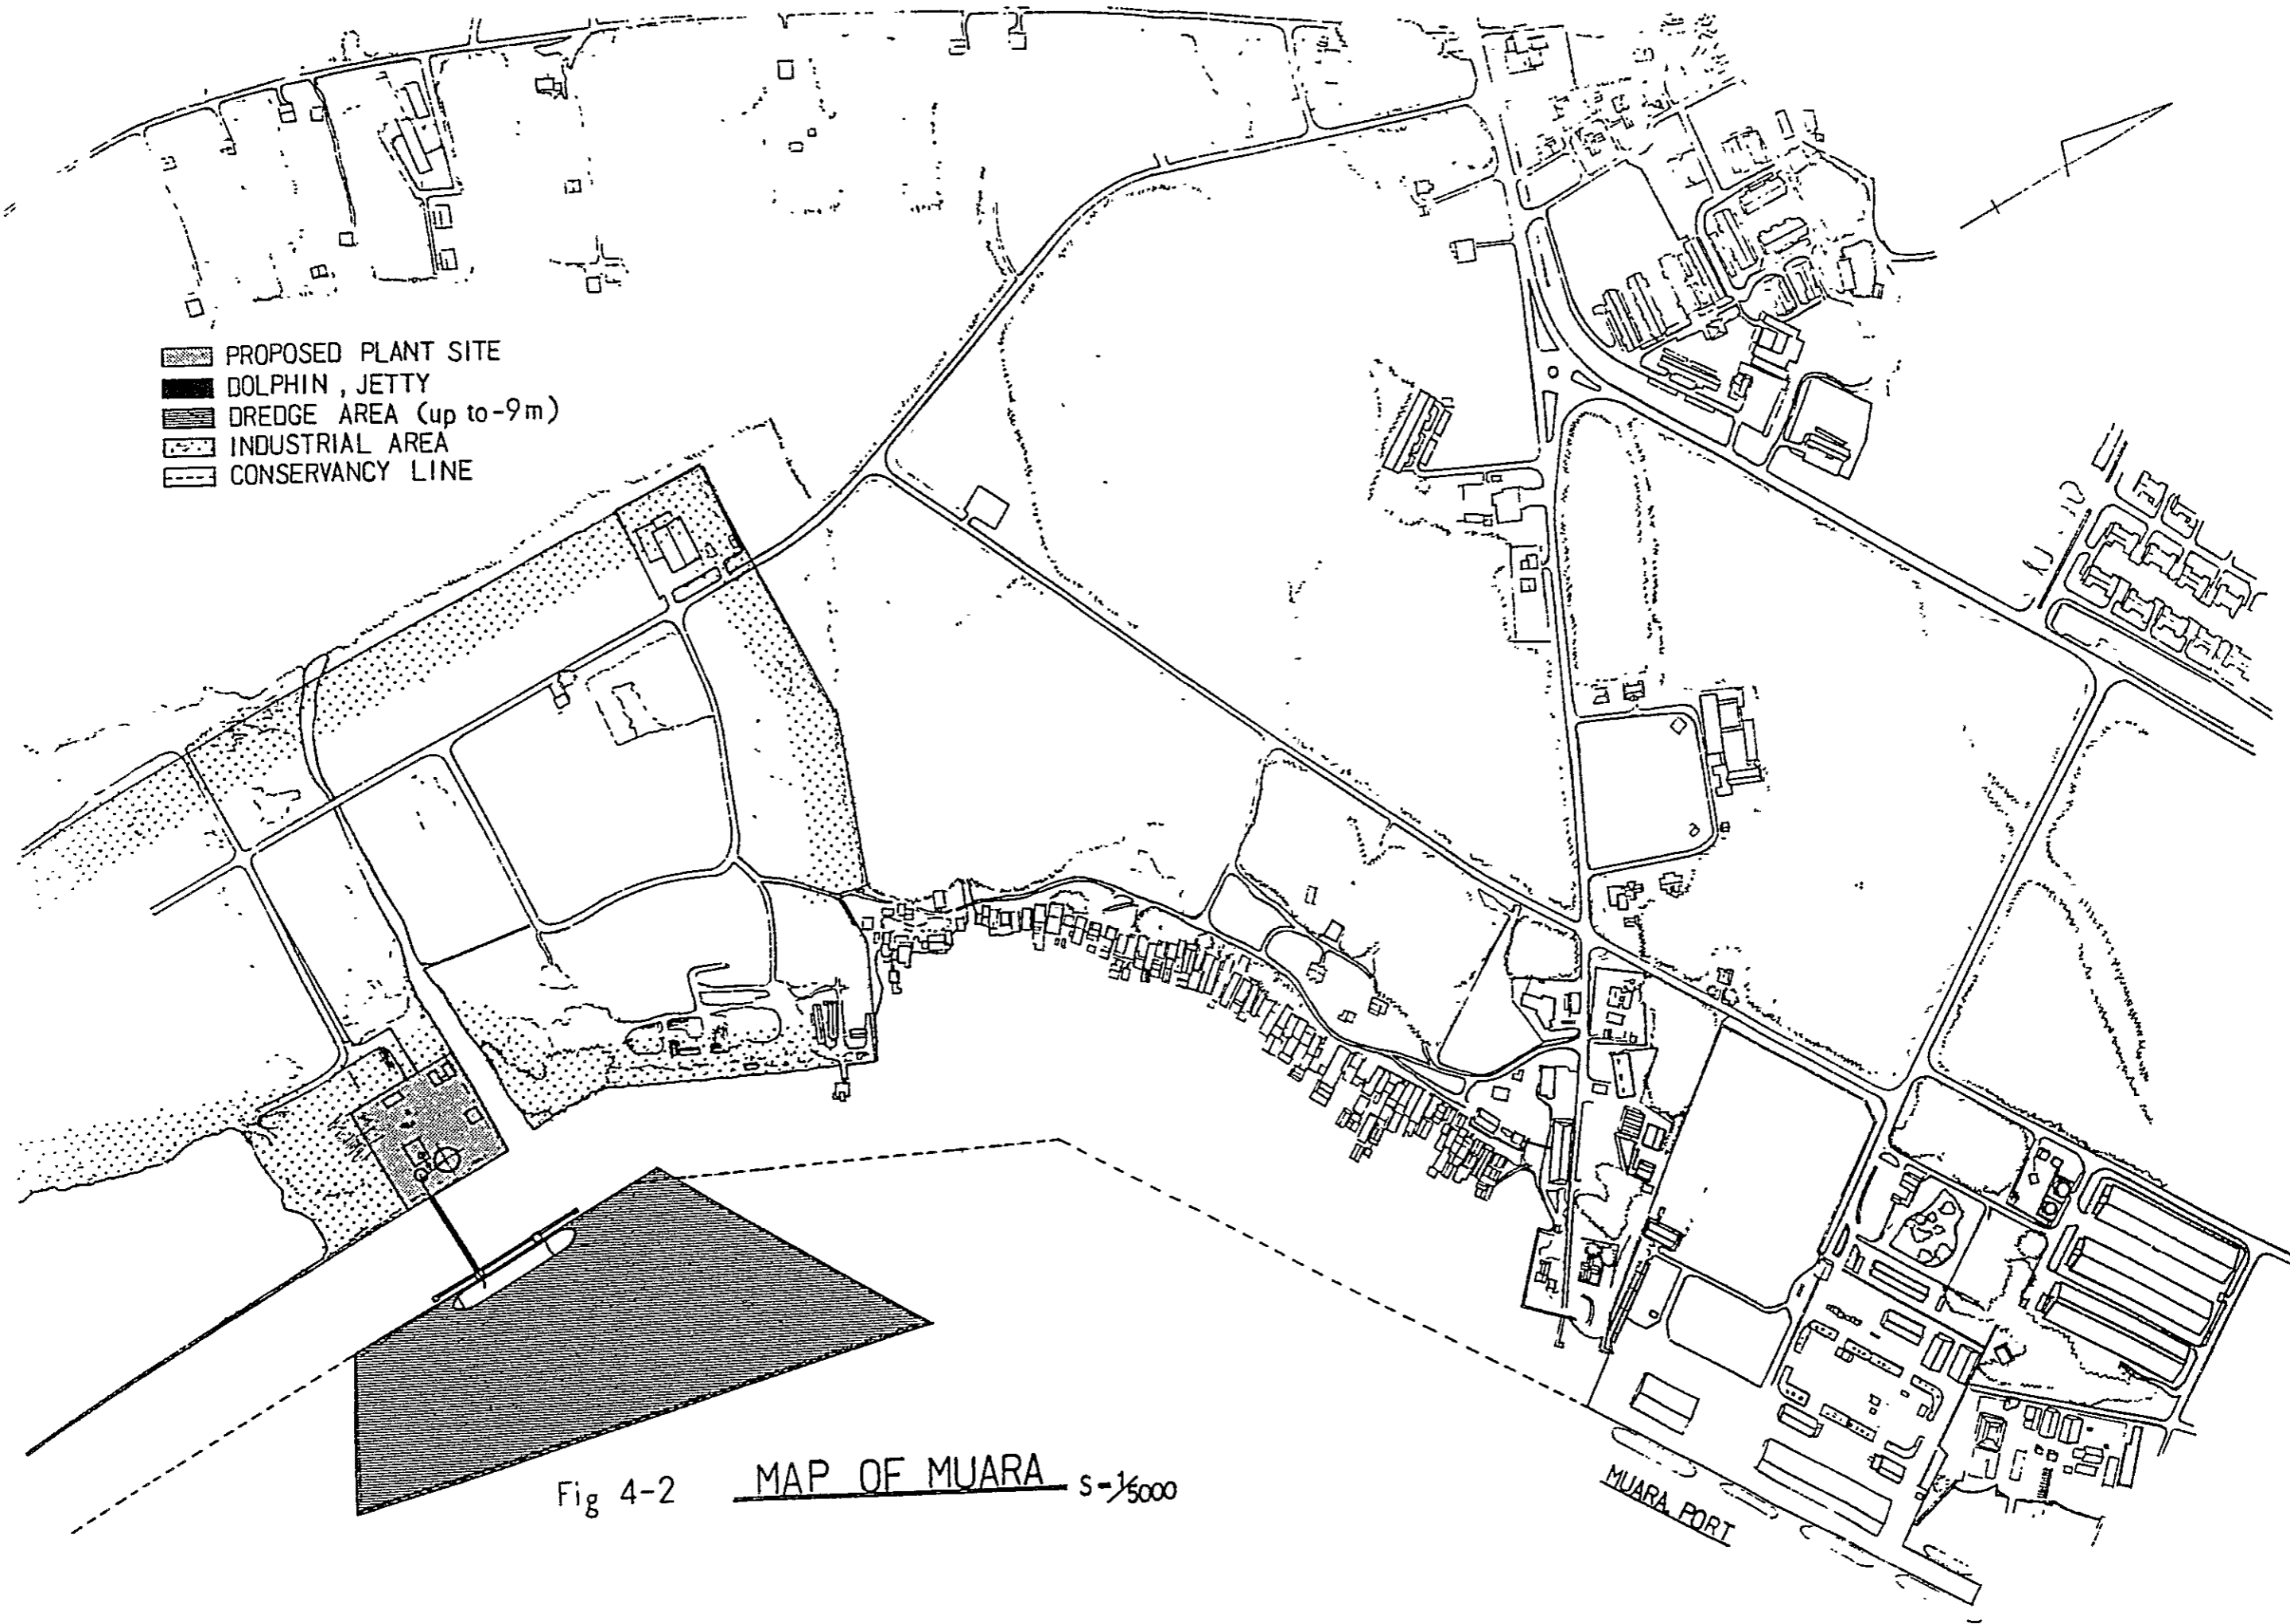 PROPOSED PLANT SITE
DOLPHIN , JETTY
DREDGE AREA (up to -9m)
INDUSTRIAL AREA
CONSERVANCY LINE
Fig 4-2 MAP OF MUARA S=1/5000
MUARA PORT